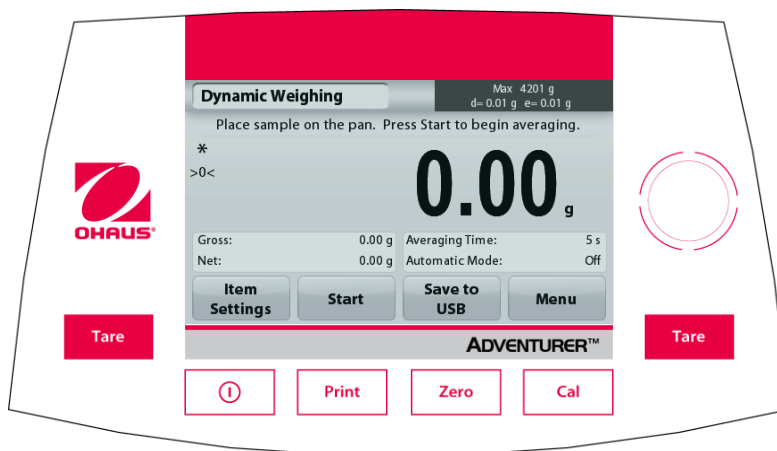 Dynamic Weighing
Max 4201 g
d= 0.01 g e= 0.01 g
Place sample on the pan. Press Start to begin averaging.
*
>0<
0.00 g
OHAUS®
Gross: 0.00 g
Averaging Time: 5 s
Net: 0.00 g
Automatic Mode: Off
Item Settings
Start
Save to USB
Menu
Tare
Tare
ADVENTURER™
Print
Zero
Cal